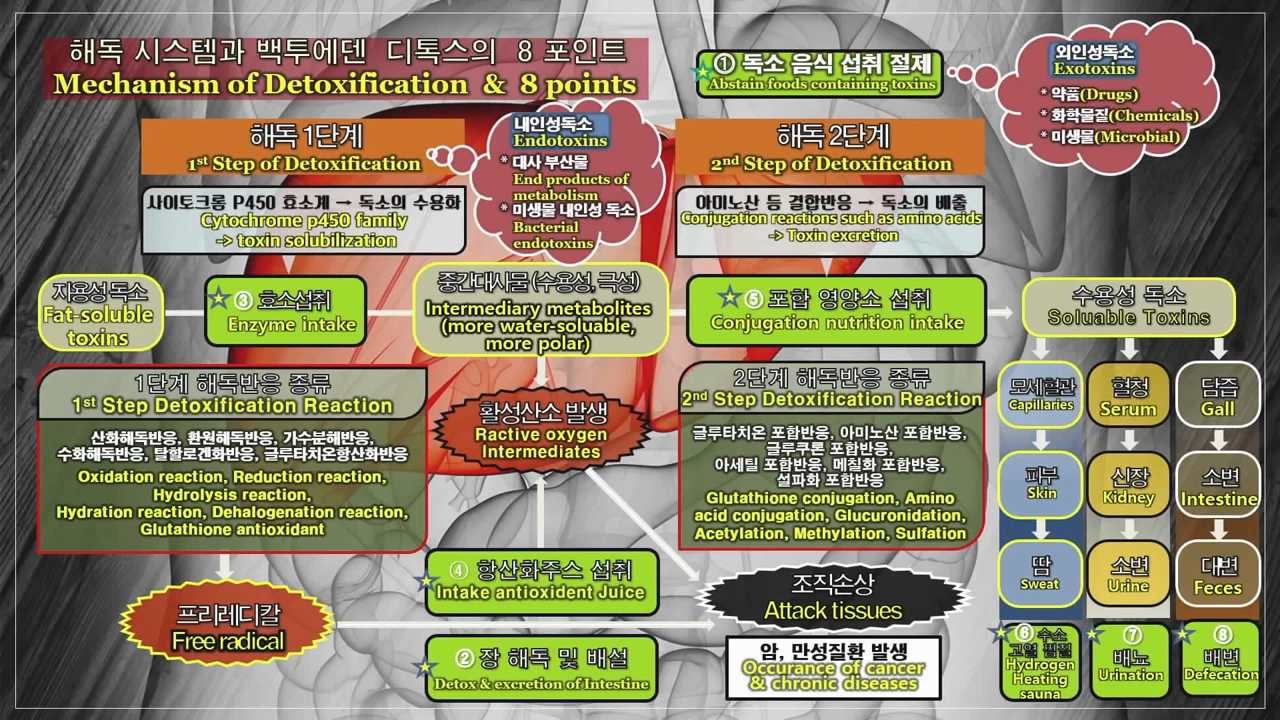 해독 시스템과 백투에덴 디톡스의 8 포인트
Mechanism of Detoxification & 8 points
① 독소 음식 섭취 절제
Abstain foods containing toxins
외인성독소
Exotoxins
* 약품(Drugs)
* 화학물질(Chemicals)
* 미생물(Microbial)
해독 1단계
1st Step of Detoxification
내인성독소
Endotoxins
* 대사 부산물
End products of
metabolism
* 미생물 내인성 독소
Bacterial
endotoxins
해독 2단계
2nd Step of Detoxification
사이토크롬 P450 효소계 → 독소의 수용화
Cytochrome p450 family
-> toxin solubilization
아미노산 등 결합반응 → 독소의 배출
Conjugation reactions such as amino acids
-> Toxin excretion
지용성 독소
Fat-soluble
toxins
③ 효소섭취
Enzyme intake
중간대사물 (수용성, 극성)
Intermediary metabolites
(more water-soluble,
more polar)
⑤ 포합 영양소 섭취
Conjugation nutrition intake
수용성 독소
Soluable Toxins
1단계 해독반응 종류
1st Step Detoxification Reaction
산화해독반응, 환원해독반응, 가수분해반응,
수화해독반응, 탈할로겐화반응, 글루타치온항산화반응
Oxidation reaction, Reduction reaction,
Hydrolysis reaction,
Hydration reaction, Dehalogenation reaction,
Glutathione antioxidant
활성산소 발생
Ractive oxygen
Intermediates
2단계 해독반응 종류
2nd Step Detoxification Reaction
글루타치온 포합반응, 아미노산 포합반응,
글루쿠론 포합반응,
아세틸 포합반응, 메칠화 포합반응,
설파화 포합반응
Glutathione conjugation, Amino
acid conjugation, Glucuronidation,
Acetylation, Methylation, Sulfation
모세혈관
Capillaries
혈청
Serum
담즙
Gall
피부
Skin
신장
Kidney
소변
Intestine
땀
Sweat
소변
Urine
대변
Feces
④ 항산화주스 섭취
Intake antioxident Juice
프리레디칼
Free radical
조직손상
Attack tissues
② 장 해독 및 배설
Detox & excretion of Intestine
암, 만성질환 발생
Occurance of cancer
& chronic diseases
⑥ 수소
고열 찜질
Hydrogen
Heating
sauna
⑦
배뇨
Urination
⑧
배변
Defecation